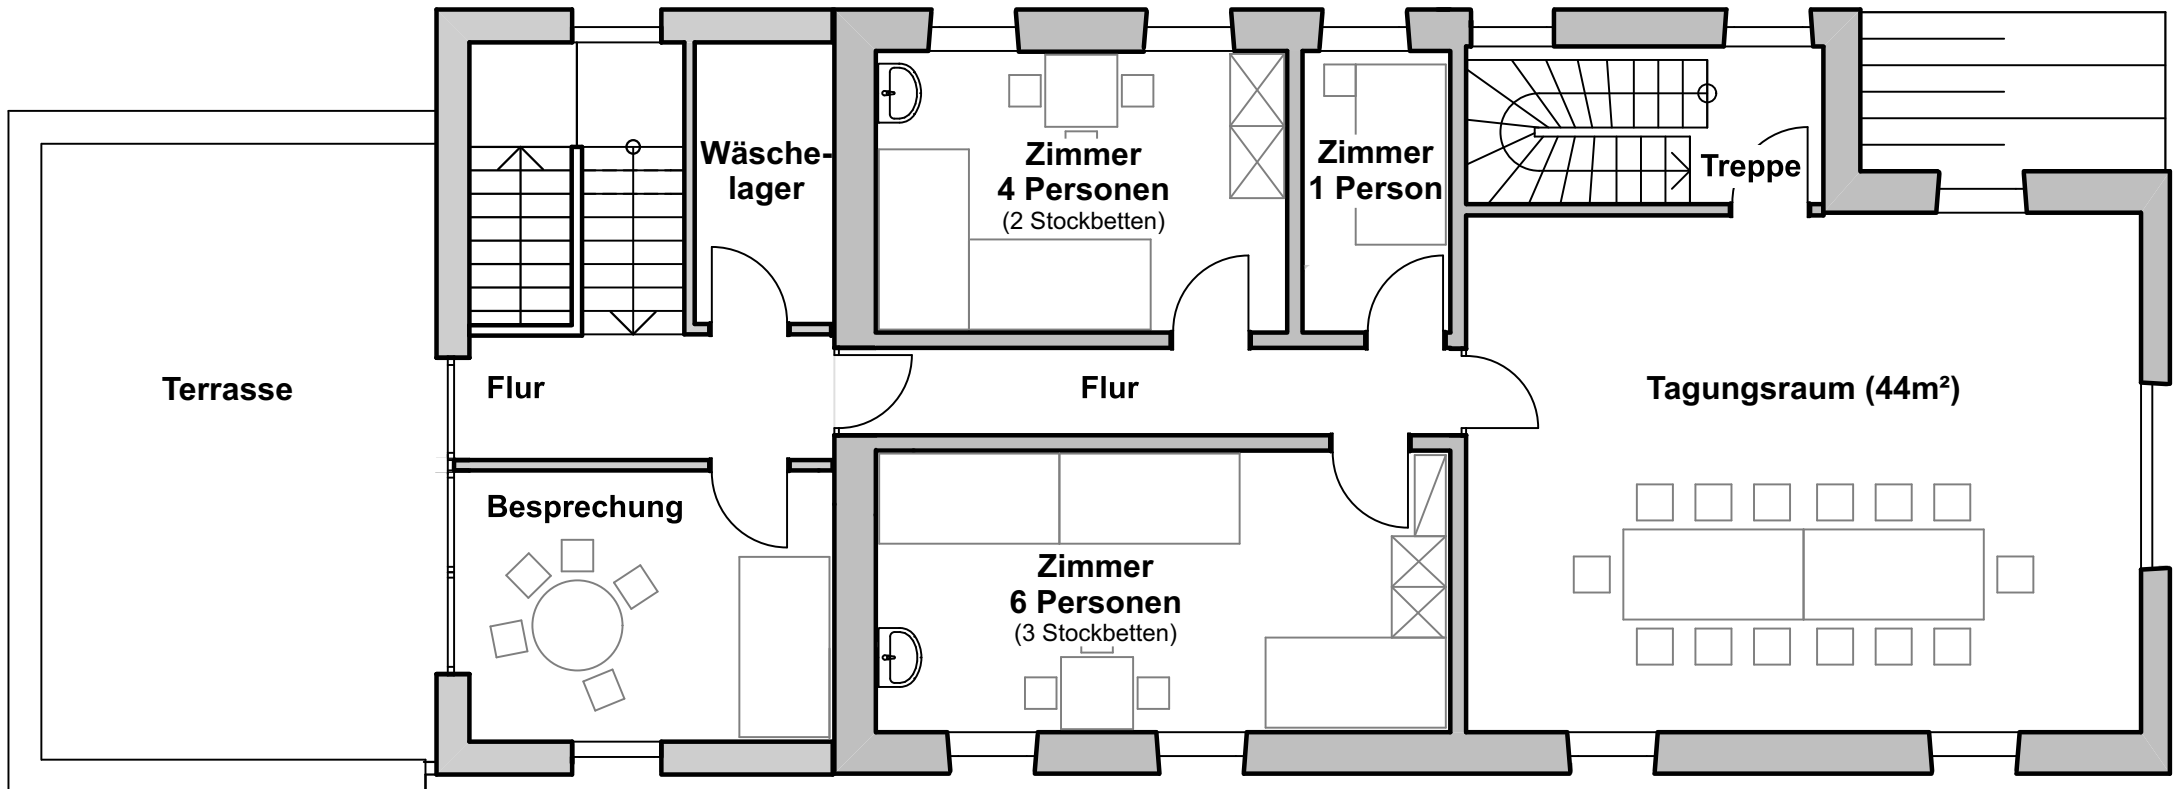 Wäsche-
lager
Zimmer
4 Personen
(2 Stockbetten)
Zimmer
1 Person
Treppe
Terrasse
Flur
Flur
Tagungsraum (44m²)
Besprechung
Zimmer
6 Personen
(3 Stockbetten)